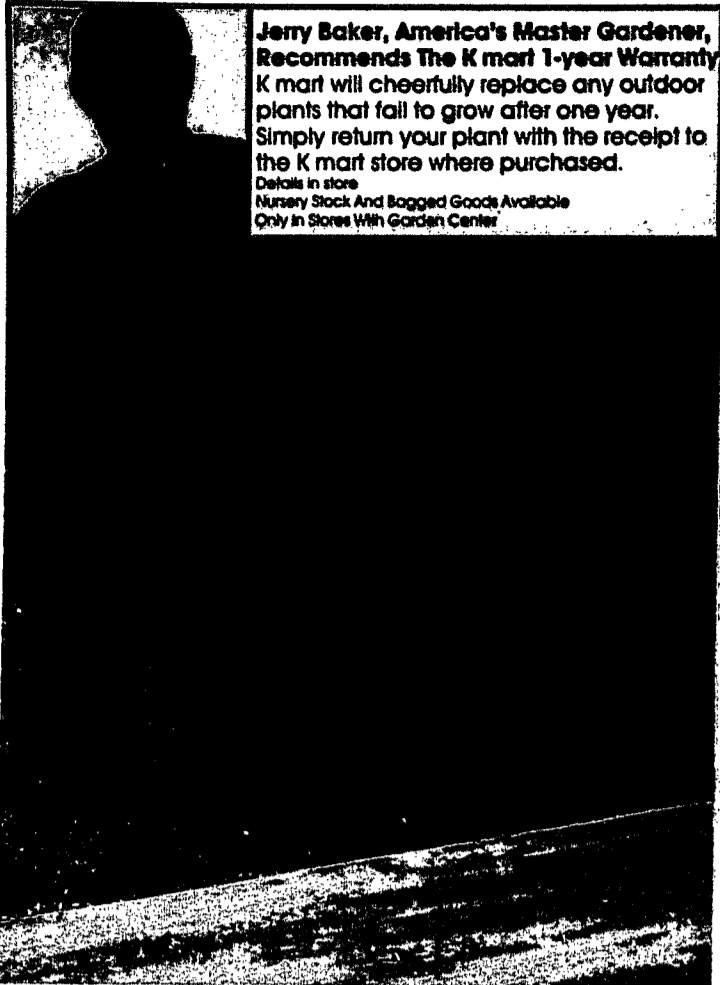 Jerry Baker, America's Master Gardener,
Recommends The K mart 1-year Warranty
K mart will cheerfully replace any outdoor
plants that fail to grow after one year.
Simply return your plant with the receipt to
the K mart store where purchased.
Details in store
Nursery Stock And Bagged Goods Available
Only in Stores With Garden Center